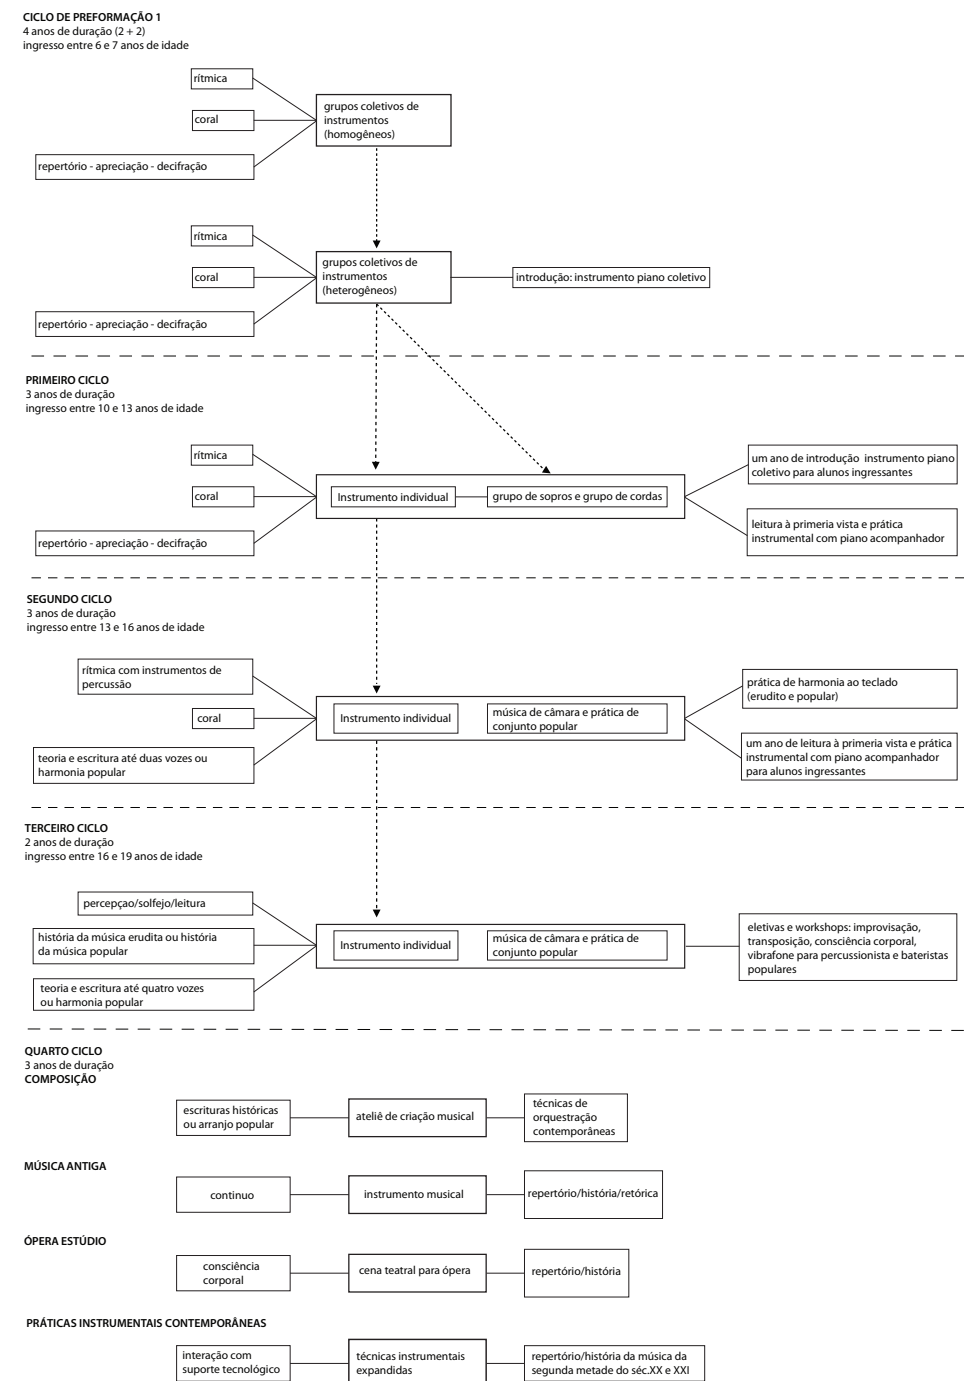 CICLO DE PREFORMAÇÃO 1
4 anos de duração (2 + 2)
ingresso entre 6 e 7 anos de idade
rítmica
coral
repertório - apreciação - decifração
grupos coletivos de
instrumentos
(homogêneos)
rítmica
coral
repertório - apreciação - decifração
grupos coletivos de
instrumentos
(heterogêneos)
introdução: instrumento piano coletivo
PRIMEIRO CICLO
3 anos de duração
ingresso entre 10 e 13 anos de idade
rítmica
coral
repertório - apreciação - decifração
Instrumento individual
grupo de sopros e grupo de cordas
um ano de introdução instrumento piano
coletivo para alunos ingressantes
leitura à primeria vista e prática
instrumental com piano acompanhador
SEGUNDO CICLO
3 anos de duração
ingresso entre 13 e 16 anos de idade
rítmica com instrumentos de
percussão
coral
teoria e escritura até duas vozes ou
harmonia popular
Instrumento individual
música de câmara e prática de
conjunto popular
prática de harmonia ao teclado
(erudito e popular)
um ano de leitura à primeria vista e prática
instrumental com piano acompanhador
para alunos ingressantes
TERCEIRO CICLO
2 anos de duração
ingresso entre 16 e 19 anos de idade
percepçao/solfejo/leitura
história da música erudita ou história
da música popular
teoria e escritura até quatro vozes
ou harmonia popular
Instrumento individual
música de câmara e prática de
conjunto popular
eletivas e workshops: improvisação,
transposição, consciência corporal,
vibrafone para percussionista e bateristas
populares
QUARTO CICLO
3 anos de duração
COMPOSIÇÃO
escrituras históricas
ou arranjo popular
ateliê de criação musical
técnicas de
orquestração
contemporâneas
MÚSICA ANTIGA
continuo
instrumento musical
repertório/história/retórica
ÓPERA ESTÚDIO
consciência
corporal
cena teatral para ópera
repertório/história
PRÁTICAS INSTRUMENTAIS CONTEMPORÂNEAS
interação com
suporte tecnológico
técnicas instrumentais
expandidas
repertório/história da música da
segunda metade do séc.XX e XXI